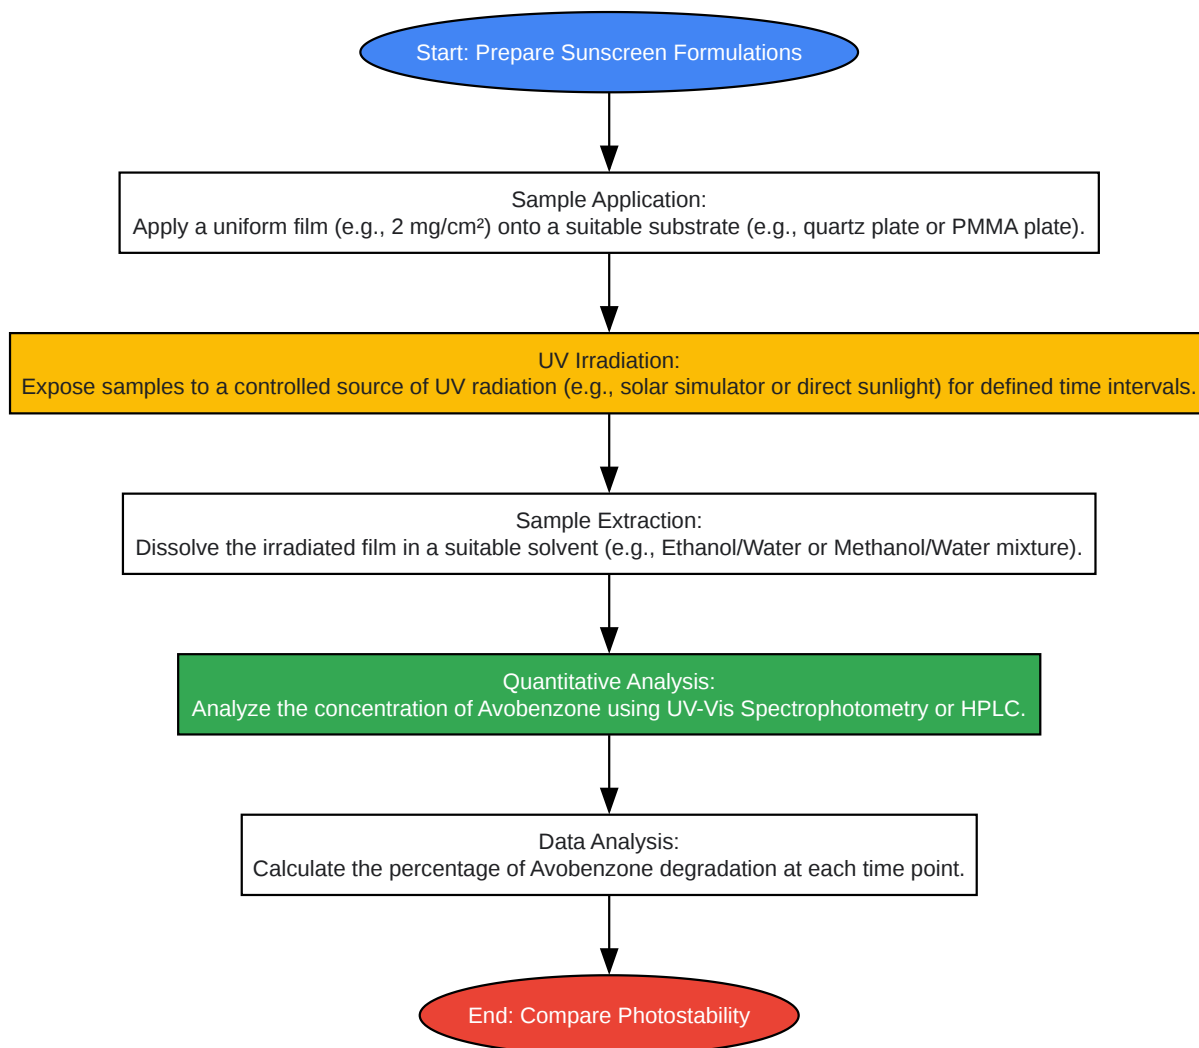 Start: Prepare Sunscreen Formulations
Sample Application:
Apply a uniform film (e.g., 2 mg/cm²) onto a suitable substrate (e.g., quartz plate or PMMA plate).
UV Irradiation:
Expose samples to a controlled source of UV radiation (e.g., solar simulator or direct sunlight) for defined time intervals.
Sample Extraction:
Dissolve the irradiated film in a suitable solvent (e.g., Ethanol/Water or Methanol/Water mixture).
Quantitative Analysis:
Analyze the concentration of Avobenzone using UV-Vis Spectrophotometry or HPLC.
Data Analysis:
Calculate the percentage of Avobenzone degradation at each time point.
End: Compare Photostability